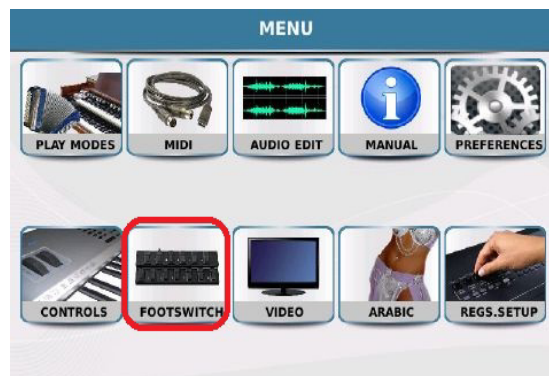 MENU
PLAY MODES MIDI AUDIO EDIT MANUAL PREFERENCES
CONTROLS FOOTSWITCH VIDEO ARABIC REGS.SETUP